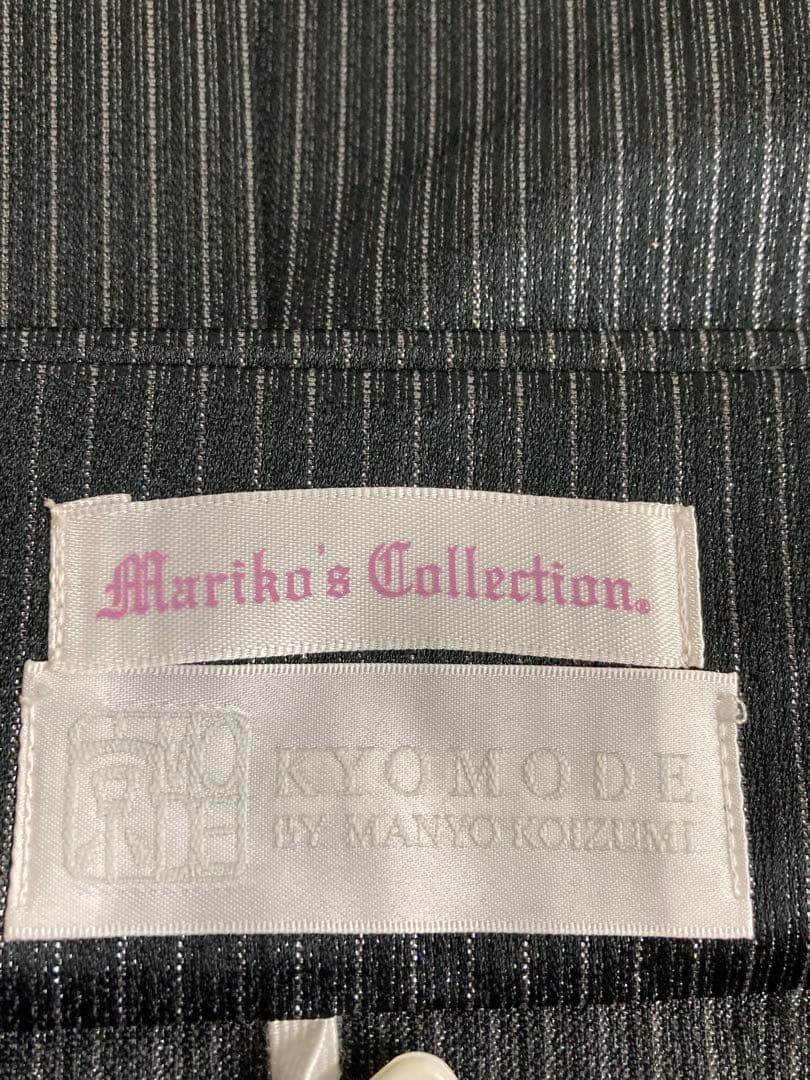 Mariko's Collection.
KYOMODE
BY MANYO KOIZUMI